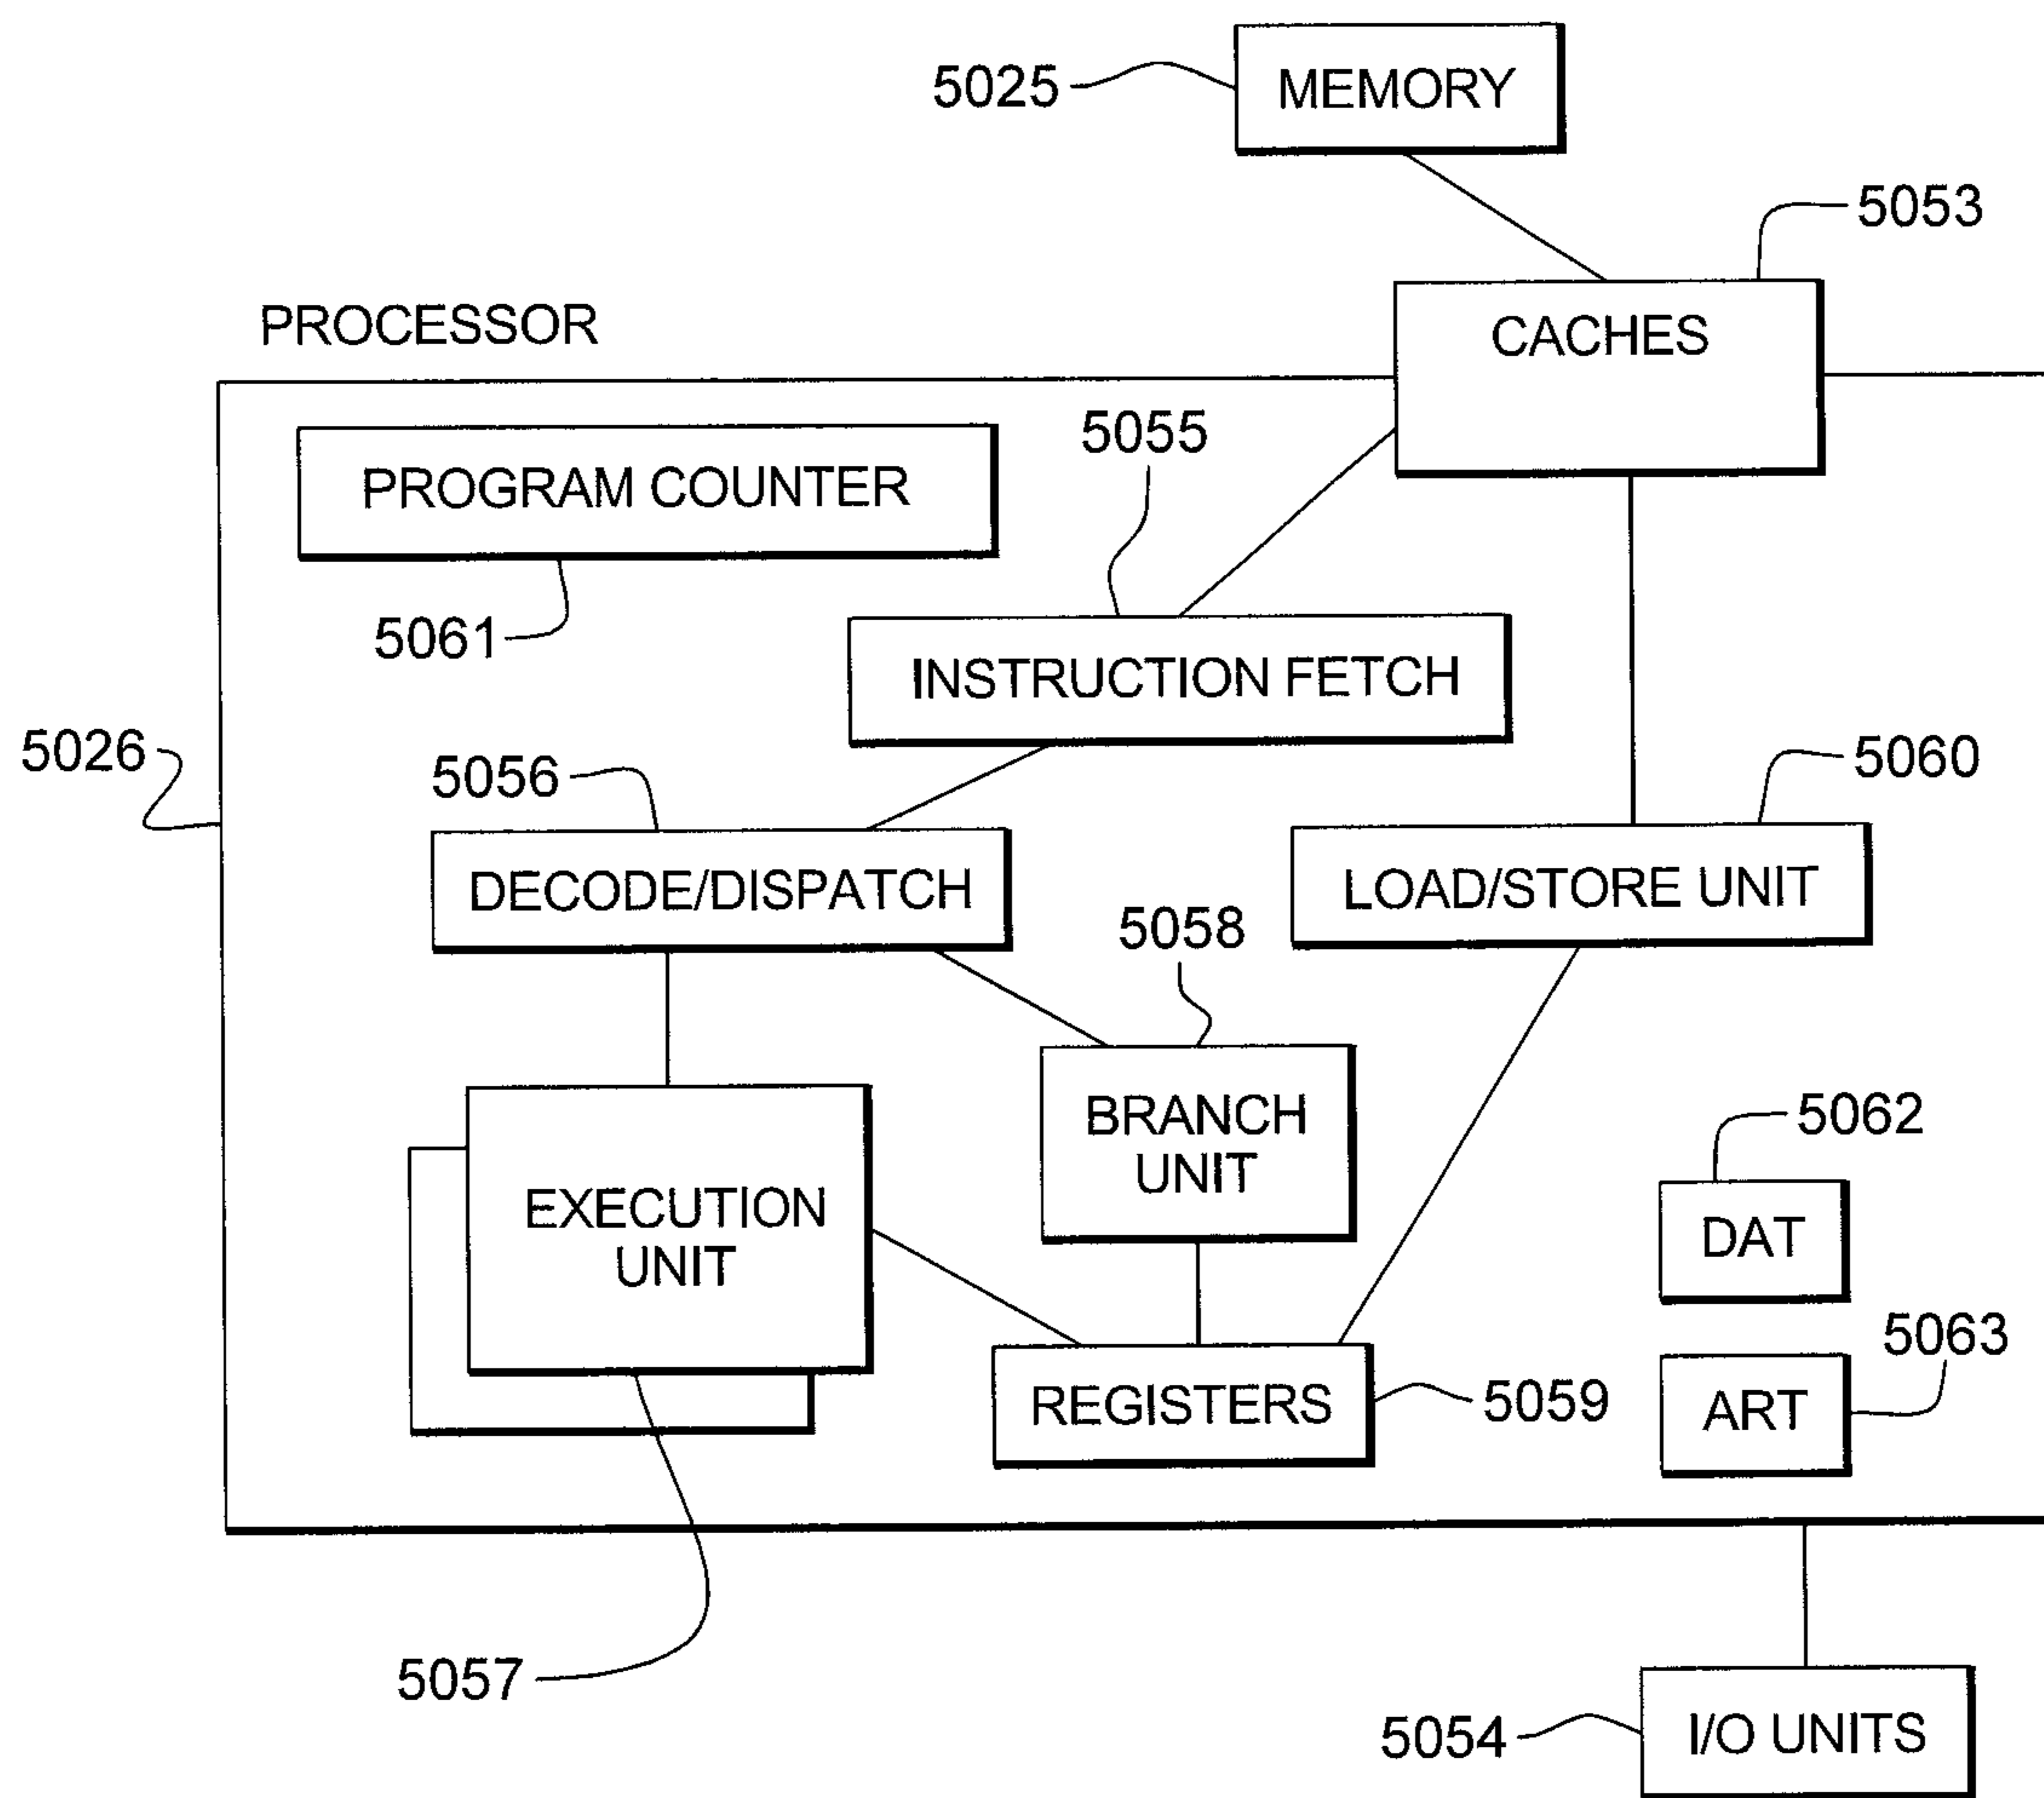 MEMORY
5025
5053
CACHES
PROCESSOR
5055
PROGRAM COUNTER
5061
INSTRUCTION FETCH
5026
5056
5060
DECODE/DISPATCH
LOAD/STORE UNIT
5058
BRANCH
UNIT
5062
DAT
EXECUTION
UNIT
5063
ART
REGISTERS
5059
5057
5054
I/O UNITS